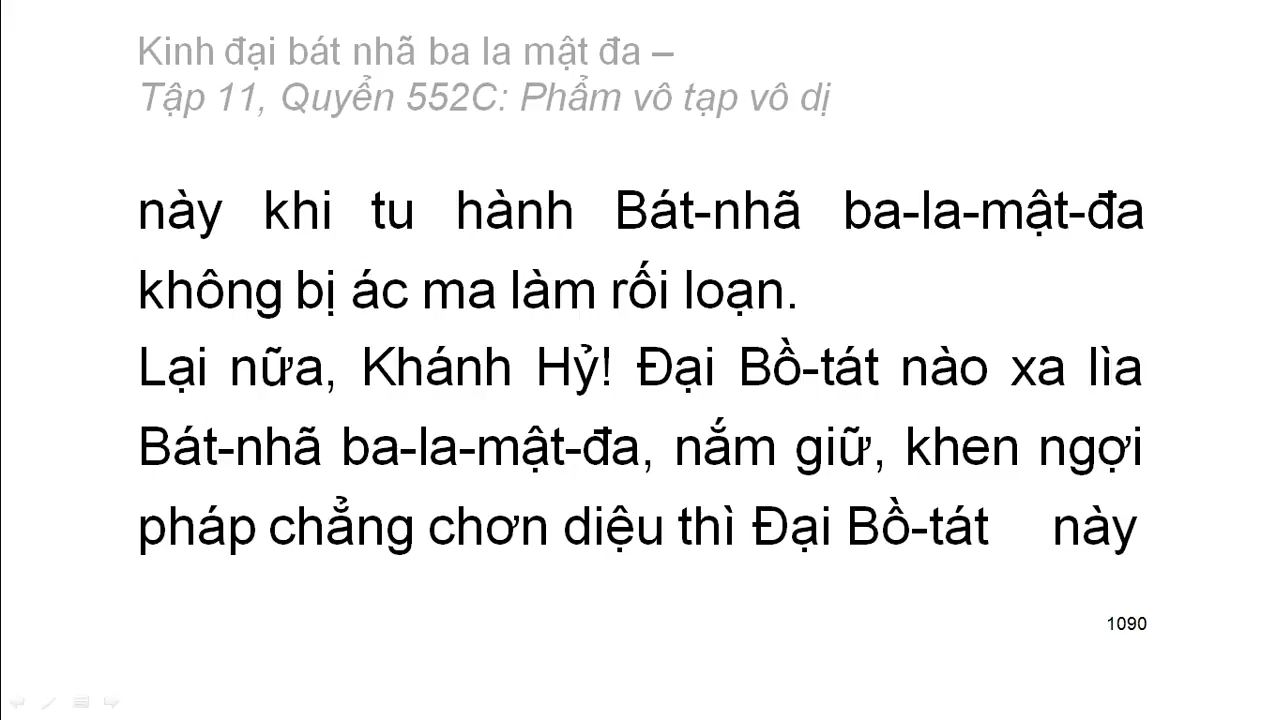 Kinh đại bát nhã ba la mật đa –
Tập 11, Quyển 552C: Phẩm vô tạp vô dị
này khi tu hành Bát-nhã ba-la-mật-đa
không bị ác ma làm rối loạn.
Lại nữa, Khánh Hỷ! Đại Bồ-tát nào xa lìa
Bát-nhã ba-la-mật-đa, nắm giữ, khen ngợi
pháp chẳng chơn diệu thì Đại Bồ-tát này
1090